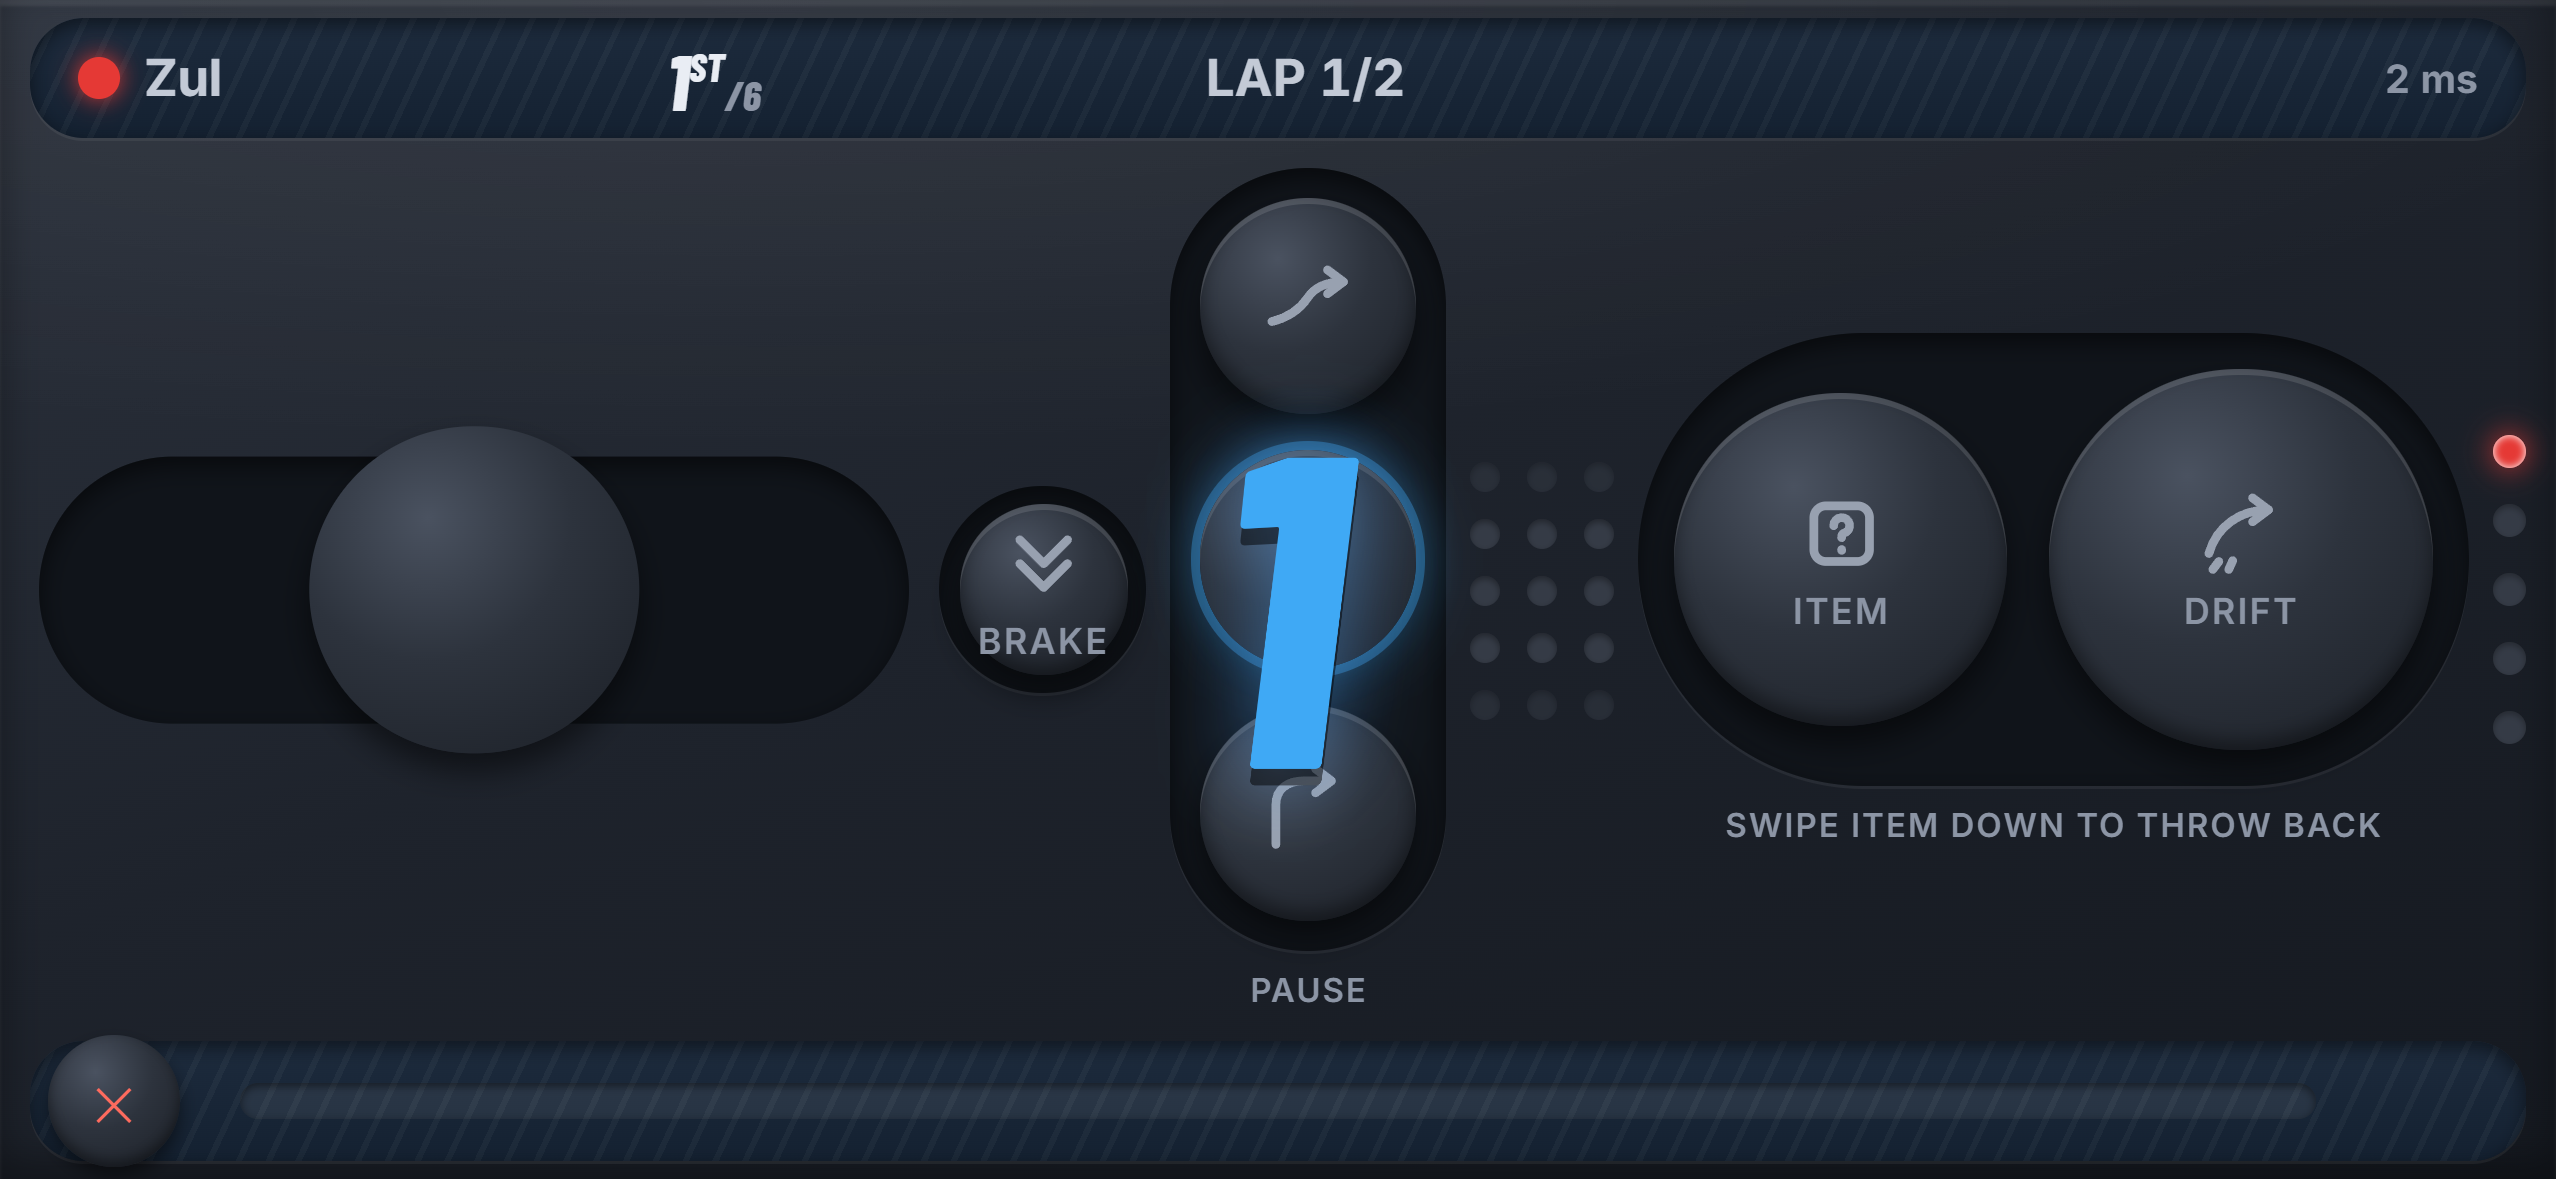 Zul
1ST/6
LAP 1/2
2 ms
BRAKE
1
ITEM
DRIFT
SWIPE ITEM DOWN TO THROW BACK
PAUSE